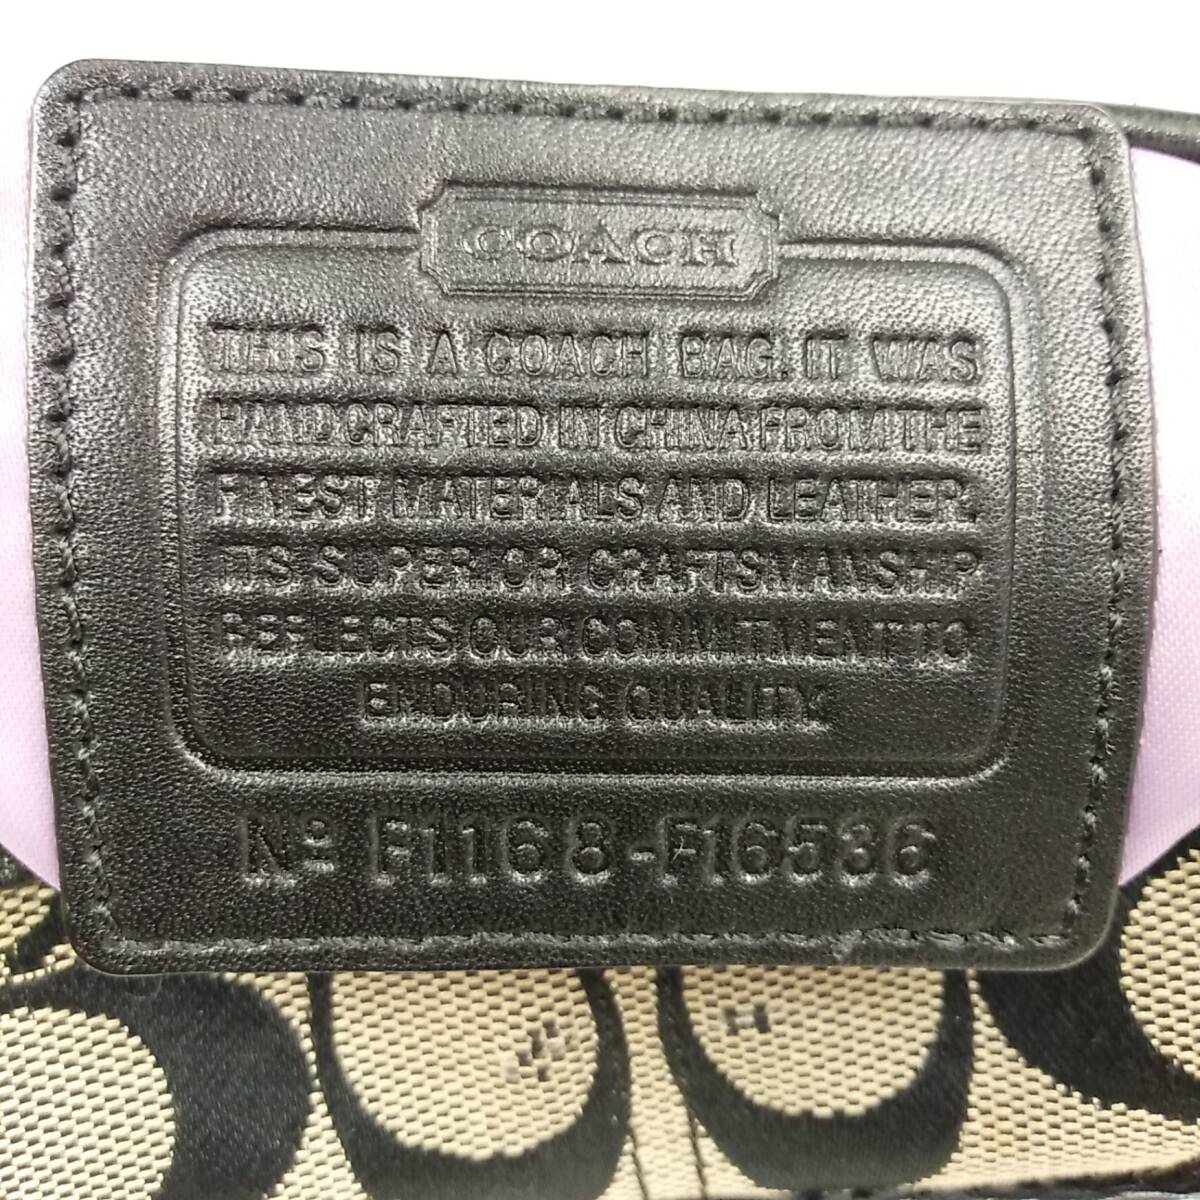 COACH
THIS IS A COACH BAG. IT WAS
HANDCRAFTED IN CHINA FROM THE
FINEST MATERIALS AND LEATHER.
ITS SUPERIOR CRAFTSMANSHIP
REFLECTS OUR COMMITMENT TO
ENDURING QUALITY.
Nº F1168-F16536